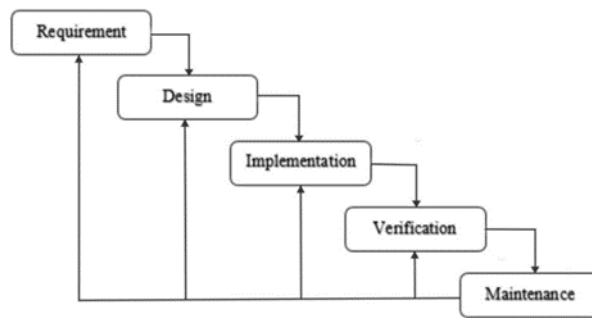 Requirement
Design
Implementation
Verification
Maintenance